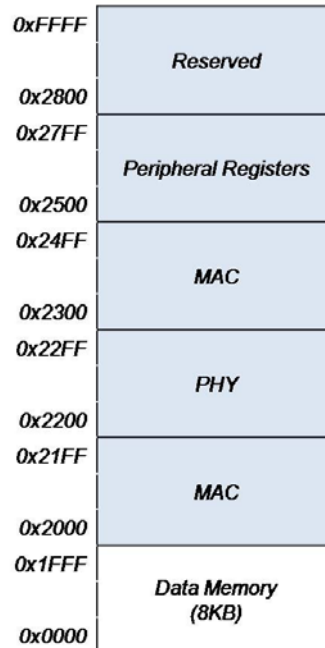 0xFFFF
Reserved
0x2800
0x27FF
Peripheral Registers
0x2500
0x24FF
MAC
0x2300
0x22FF
PHY
0x2200
0x21FF
MAC
0x2000
0x1FFF
Data Memory
(8KB)
0x0000